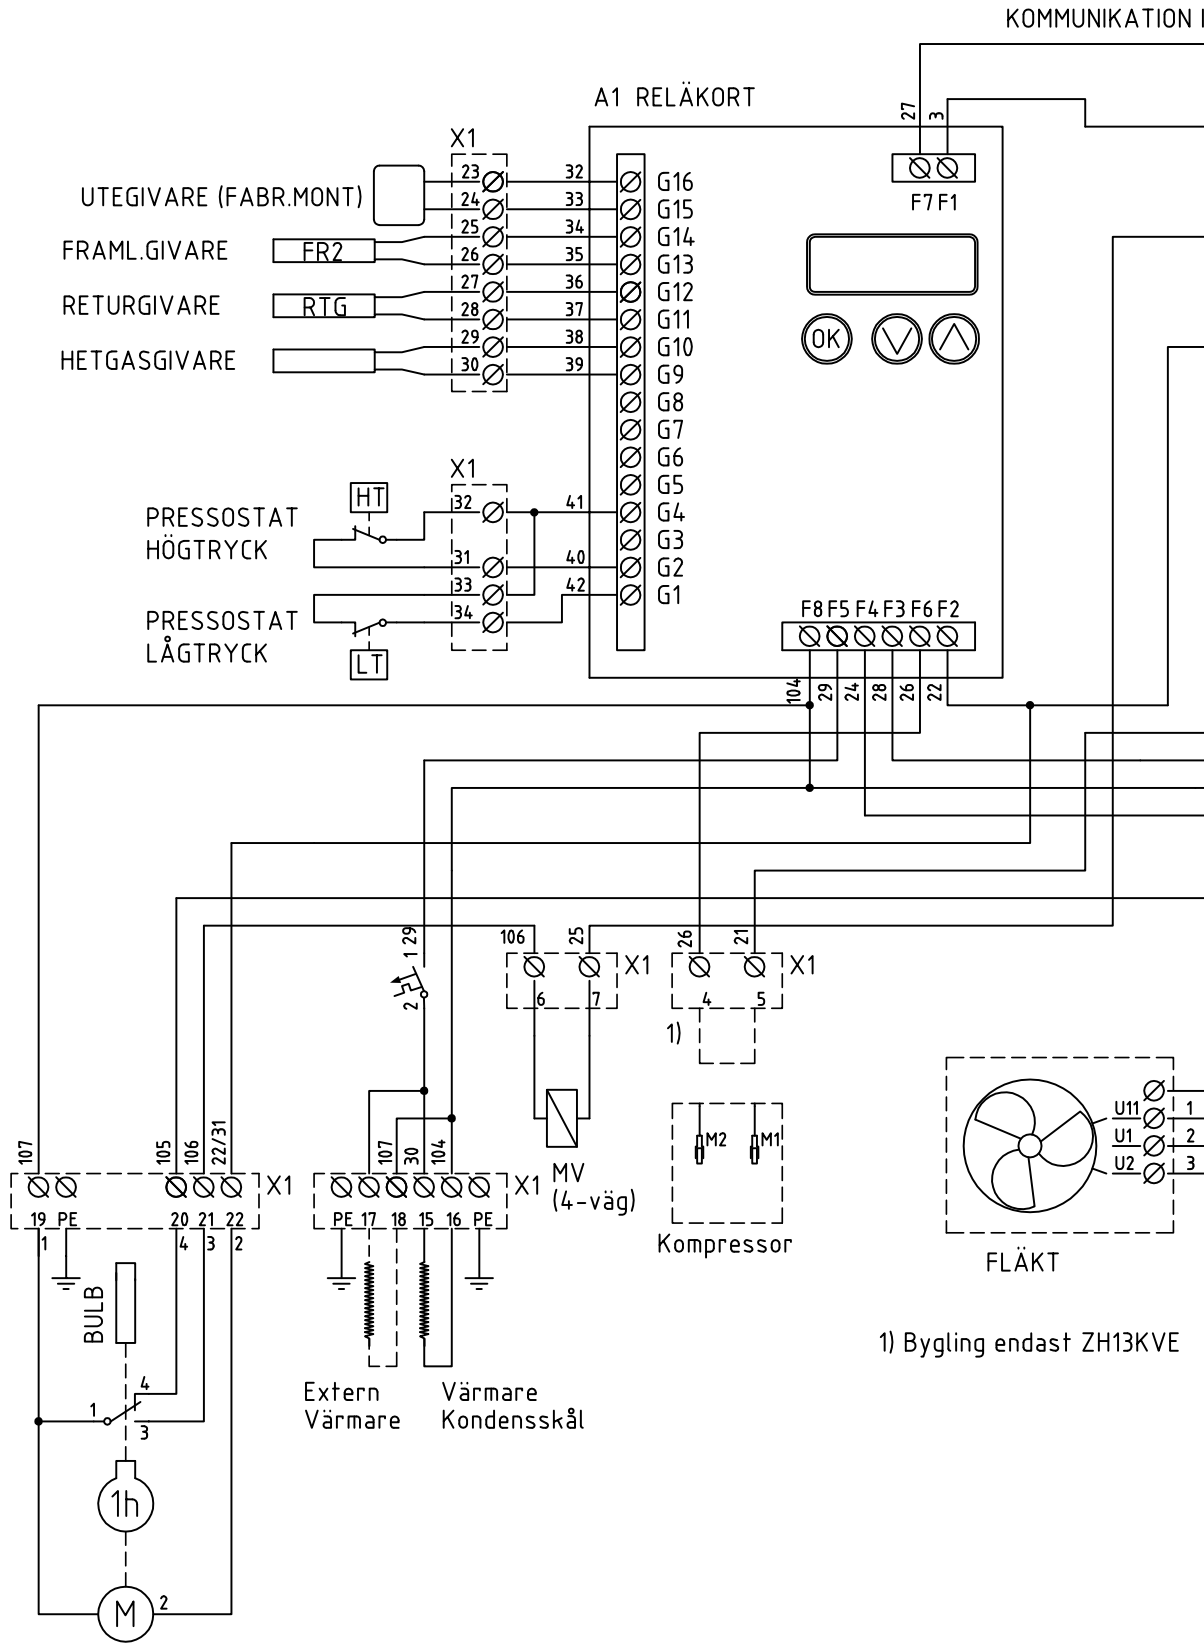 KOMMUNIKATION
A1 RELÄKORT
27
3
X1
F7 F1
UTEGIVARE (FABR.MONT)
23
32
G16
24
33
G15
FRAML.GIVARE
FR2
25
34
G14
26
35
G13
RETURGIVARE
RTG
27
36
G12
28
37
G11
HETGASGIVARE
29
38
G10
30
39
G9
OK
G8
G7
G6
G5
X1
HT
PRESSOSTAT
HÖGTRYCK
32
41
G4
G3
31
40
G2
33
42
G1
PRESSOSTAT
LÅGTRYCK
34
LT
F8 F5 F4 F3 F6 F2
104
29
24
28
26
22
29
1
2
106
25
X1
6
7
26
21
X1
4
5
1)
MV
(4-väg)
M2
M1
Kompressor
U11
1
U1
2
U2
3
FLÄKT
1) Bygling endast ZH13KVE
107
105
106
22/31
X1
19
PE
20
21
22
1
4
3
2
107
30
104
X1
PE
17
18
15
16
PE
BULB
Extern
Värmare
Värmare
Kondensskål
4
1
3
1h
M
2